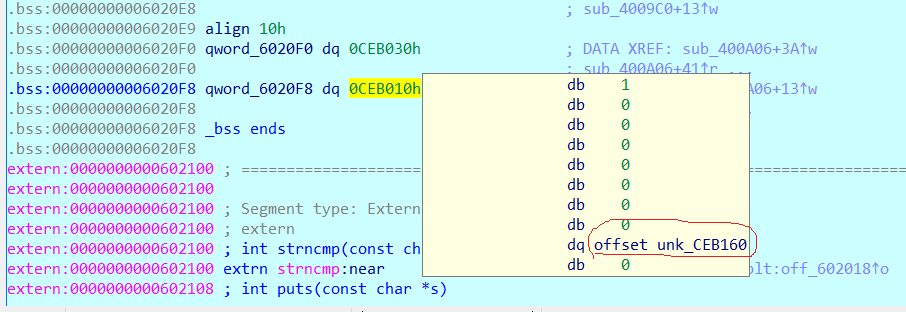 .bss:00000000006020E8 ; sub_4009C0+13↑w
.bss:00000000006020E9 align 10h
.bss:00000000006020F0 qword_6020F0 dq 0CEB030h ; DATA XREF: sub_400A06+3A↑w
.bss:00000000006020F0 ; sub_400A06+41↑r ...
.bss:00000000006020F8 qword_6020F8 dq 0CEB010h A06+13↑w
.bss:00000000006020F8
.bss:00000000006020F8 _bss ends
.bss:00000000006020F8
extern:0000000000602100 ; ====================================================
extern:0000000000602100
extern:0000000000602100 ; Segment type: Extern
extern:0000000000602100 ; extern
extern:0000000000602100 ; int strncmp(const ch
extern:0000000000602100 extrn strncmp:near plt:off_602018↑o
extern:0000000000602108 ; int puts(const char *s)
db 1
db 0
db 0
db 0
db 0
db 0
db 0
db 0
dq offset unk_CEB160
db 0